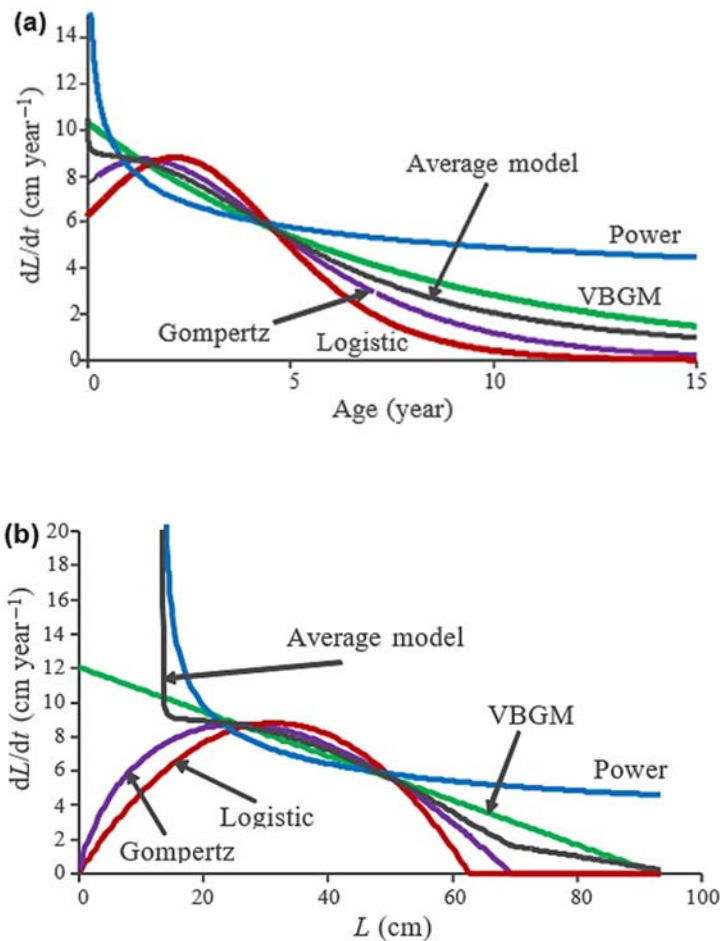 (a)
14
12
10
8
6
4
2
0
dL/dt (cm year−1)
Average model
Power
VBGM
Gompertz
Logistic
0 5 10 15
Age (year)
(b)
20
18
16
14
12
10
8
6
4
2
0
dL/dt (cm year−1)
Average model
VBGM
Power
Logistic
Gompertz
0 20 40 60 80 100
L (cm)